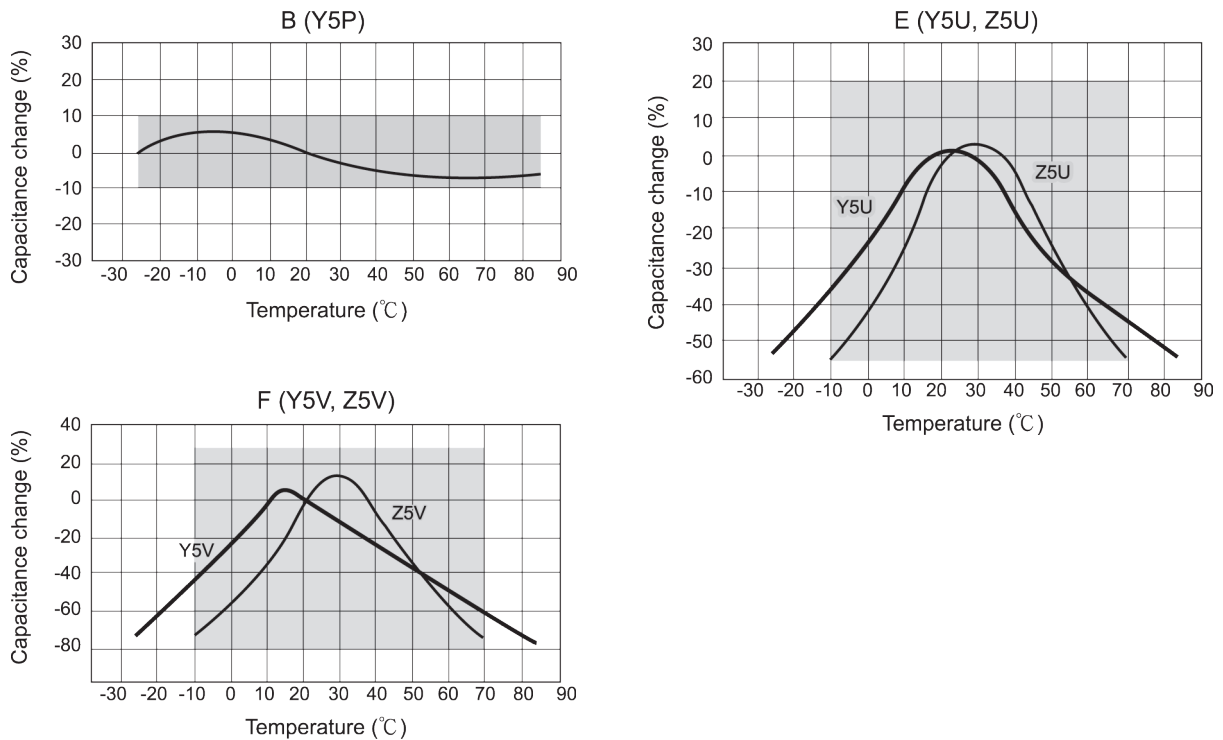 B (Y5P)
Capacitance change (%)
30
20
10
0
-10
-20
-30
-30 -20 -10 0 10 20 30 40 50 60 70 80 90
Temperature (℃)
E (Y5U, Z5U)
Capacitance change (%)
30
20
10
0
-10
-20
-30
-40
-50
-60
Z5U
Y5U
-30 -20 -10 0 10 20 30 40 50 60 70 80 90
Temperature (℃)
F (Y5V, Z5V)
Capacitance change (%)
40
20
0
-20
-40
-60
-80
Z5V
Y5V
-30 -20 -10 0 10 20 30 40 50 60 70 80 90
Temperature (℃)